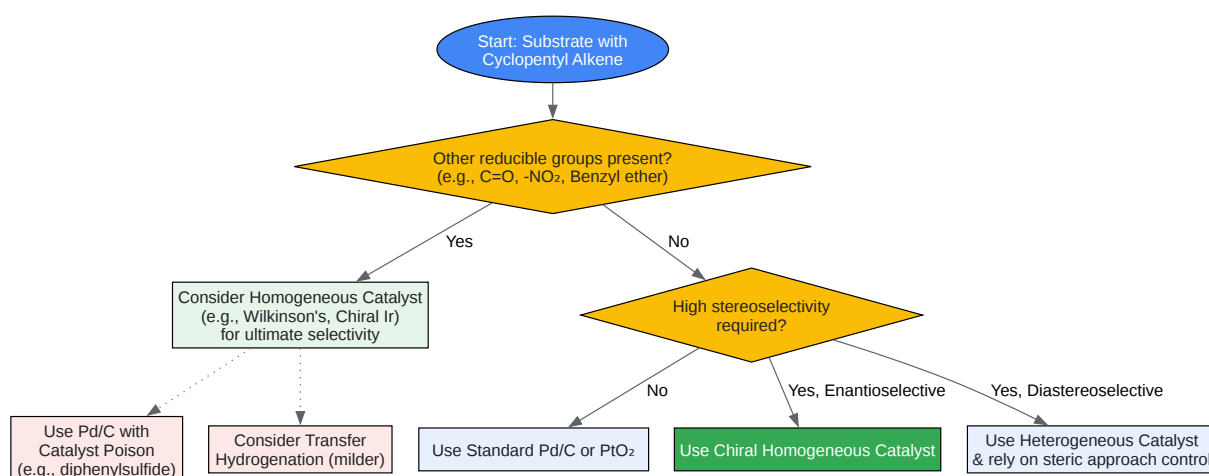 Start: Substrate with
Cyclopentyl Alkene
Other reducible groups present?
(e.g., C=O, -NO₂, Benzyl ether)
Yes
No
Consider Homogeneous Catalyst
(e.g., Wilkinson's, Chiral Ir)
for ultimate selectivity
High stereoselectivity
required?
No
Yes, Enantioselective
Yes, Diastereoselective
Use Pd/C with
Catalyst Poison
(e.g., diphenylsulfide)
Consider Transfer
Hydrogenation (milder)
Use Standard Pd/C or PtO₂
Use Chiral Homogeneous Catalyst
Use Heterogeneous Catalyst
& rely on steric approach control